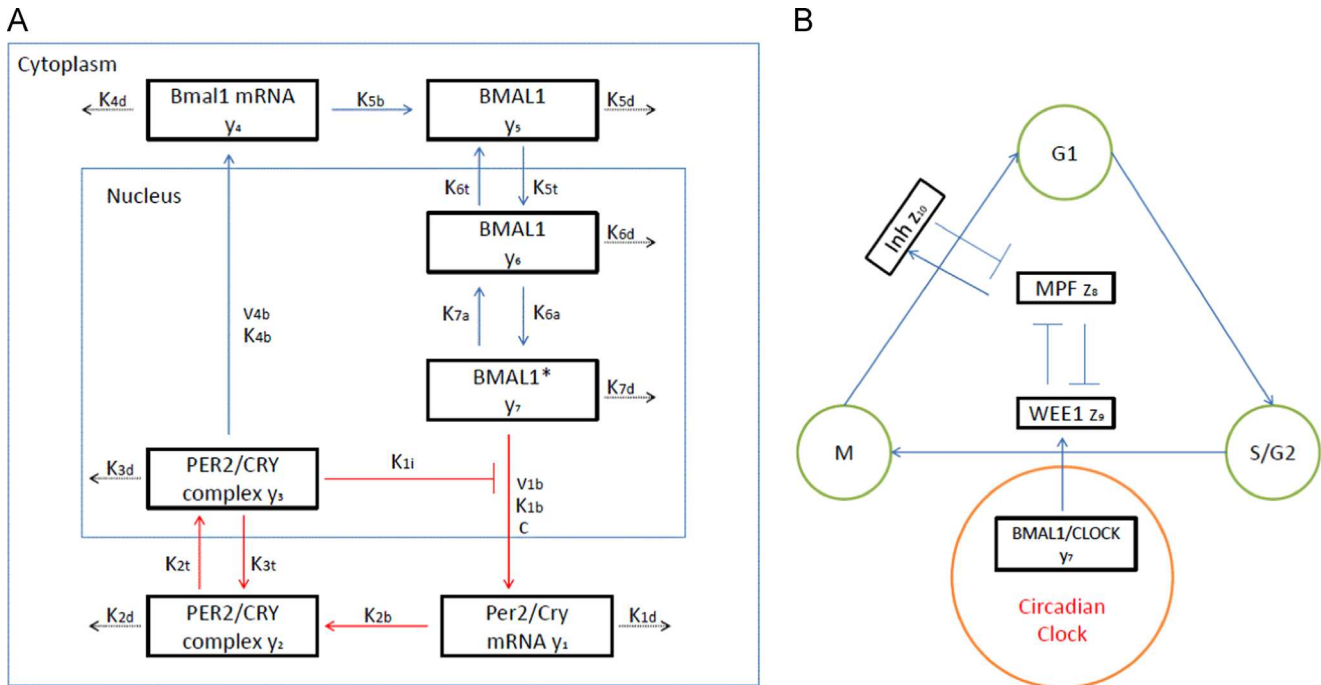 A
Cytoplasm
K4d
Bmal1 mRNA
y₄
K5b
BMAL1
y₅
K5d
Nucleus
K6t
K5t
BMAL1
y₆
K6d
K7a
K6a
V4b
K4b
BMAL1*
y₇
K7d
K3d
PER2/CRY
complex y₃
K1i
V1b
K1b
c
K2t
K3t
K2d
PER2/CRY
complex y₂
K2b
Per2/Cry
mRNA y₁
K1d
B
G1
Inh z₁₀
MPF z₈
WEE1 z₉
M
S/G2
BMAL1/CLOCK
y₇
Circadian
Clock